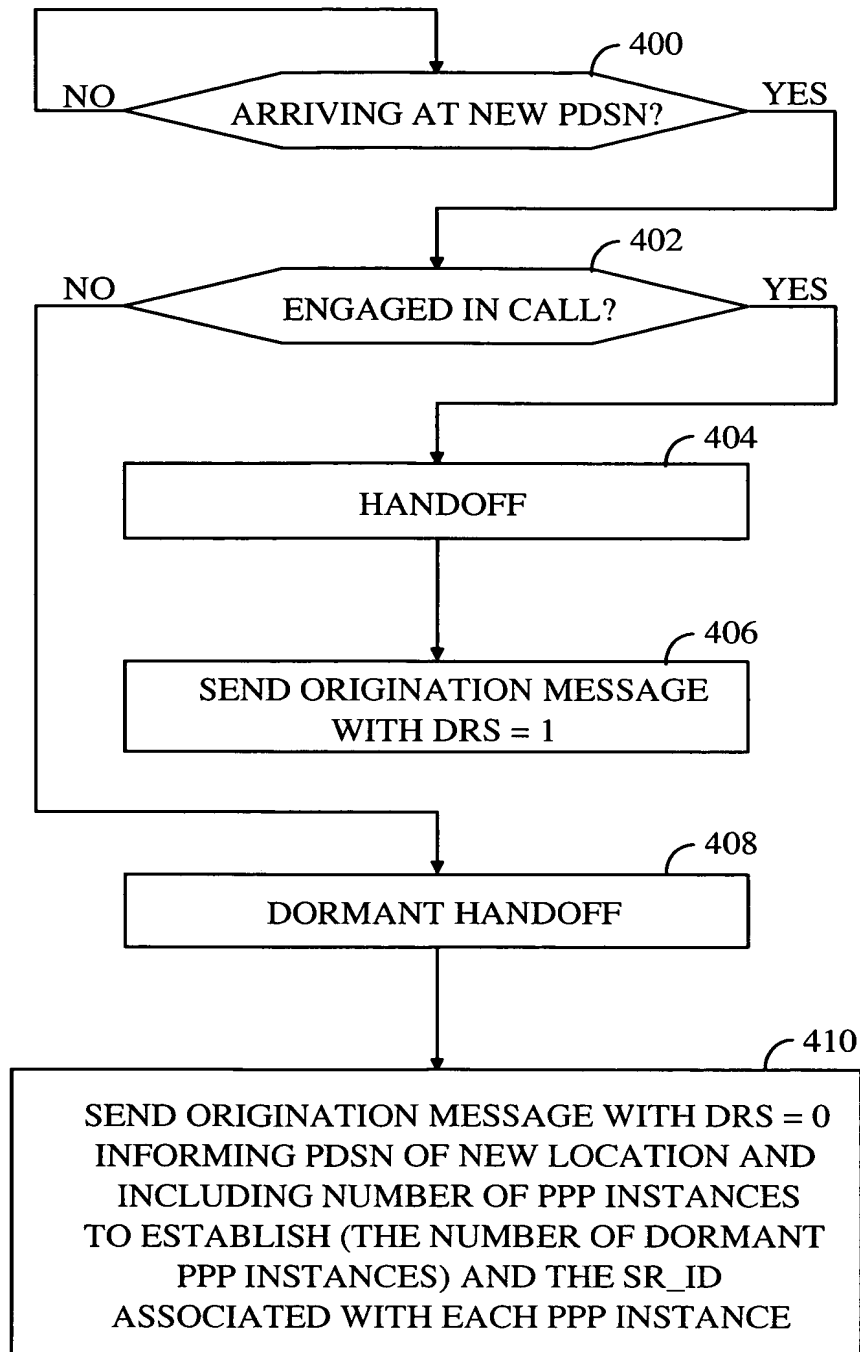 400
NO
ARRIVING AT NEW PDSN?
YES
402
NO
ENGAGED IN CALL?
YES
404
HANDOFF
406
SEND ORIGINATION MESSAGE
WITH DRS = 1
408
DORMANT HANDOFF
410
SEND ORIGINATION MESSAGE WITH DRS = 0
INFORMING PDSN OF NEW LOCATION AND
INCLUDING NUMBER OF PPP INSTANCES
TO ESTABLISH (THE NUMBER OF DORMANT
PPP INSTANCES) AND THE SR_ID
ASSOCIATED WITH EACH PPP INSTANCE